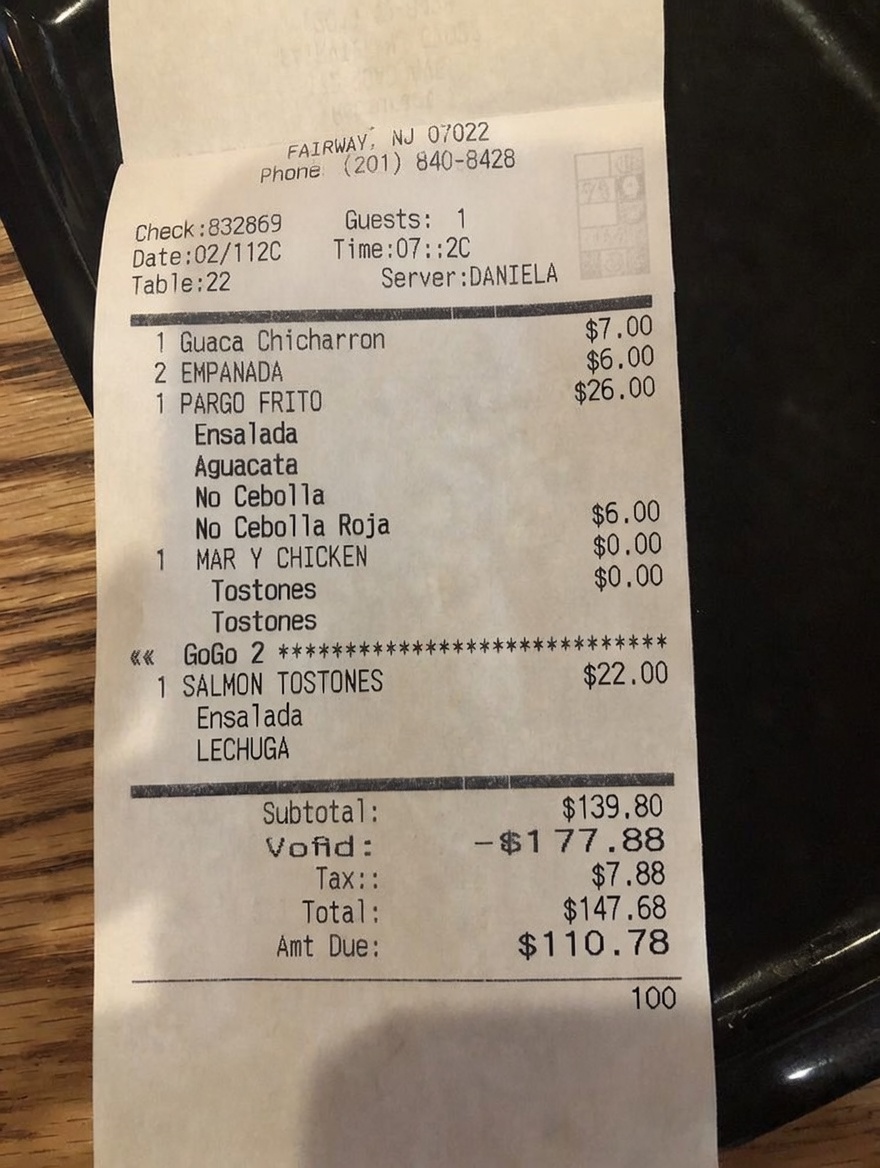 FAIRWAY, NJ 07022
Phone (201) 840-8428
Check:832869 Guests: 1
Date:02/112C Time:07::2C
Table:22 Server:DANIELA
1 Guaca Chicharron $7.00
2 EMPANADA $6.00
1 PARGO FRITO $26.00
Ensalada
Aguacata
No Cebolla
No Cebolla Roja $6.00
1 MAR Y CHICKEN $0.00
Tostones $0.00
Tostones
«« GoGo 2 *****************************
1 SALMON TOSTONES $22.00
Ensalada
LECHUGA
Subtotal: $139.80
Vofid: -$177.88
Tax:: $7.88
Total: $147.68
Amt Due: $110.78
100